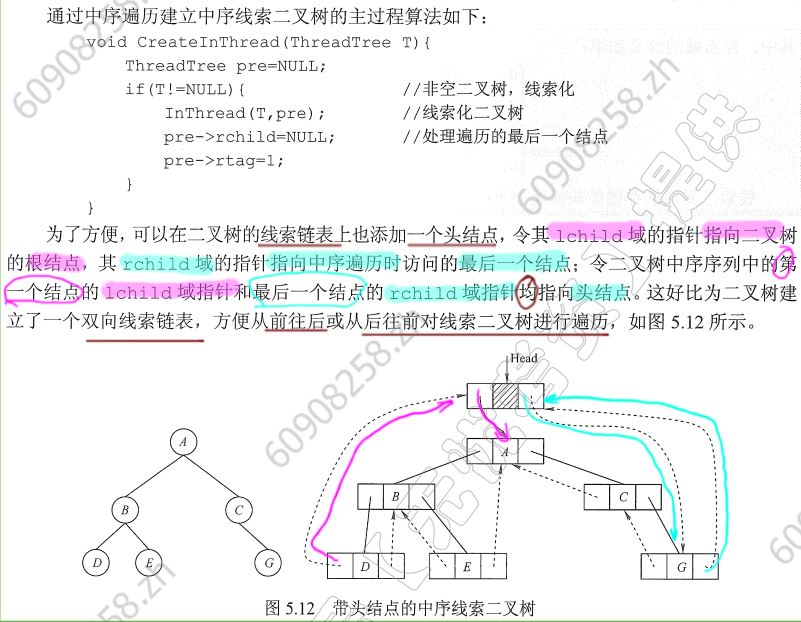 通过中序遍历建立中序线索二叉树的主过程算法如下：
void CreateInThread(ThreadTree T){
ThreadTree pre=NULL;
if(T!=NULL){ //非空二叉树，线索化
InThread(T,pre); //线索化二叉树
pre->rchild=NULL; //处理遍历的最后一个结点
pre->rtag=1;
}
}
为了方便，可以在二叉树的线索链表上也添加一个头结点，令其 lchild 域的指针指向二叉树
的根结点，其 rchild 域的指针指向中序遍历时访问的最后一个结点；令二叉树中序序列中的第
一个结点的 lchild 域指针和最后一个结点的 rchild 域指针均指向头结点。这好比为二叉树建
立了一个双向线索链表，方便从前往后或从后往前对线索二叉树进行遍历，如图 5.12 所示。
Head
A
A
B
C
B
C
D
E
G
D
E
G
图 5.12 带头结点的中序线索二叉树
60908258.zh
60908258.zh
60908258.zh